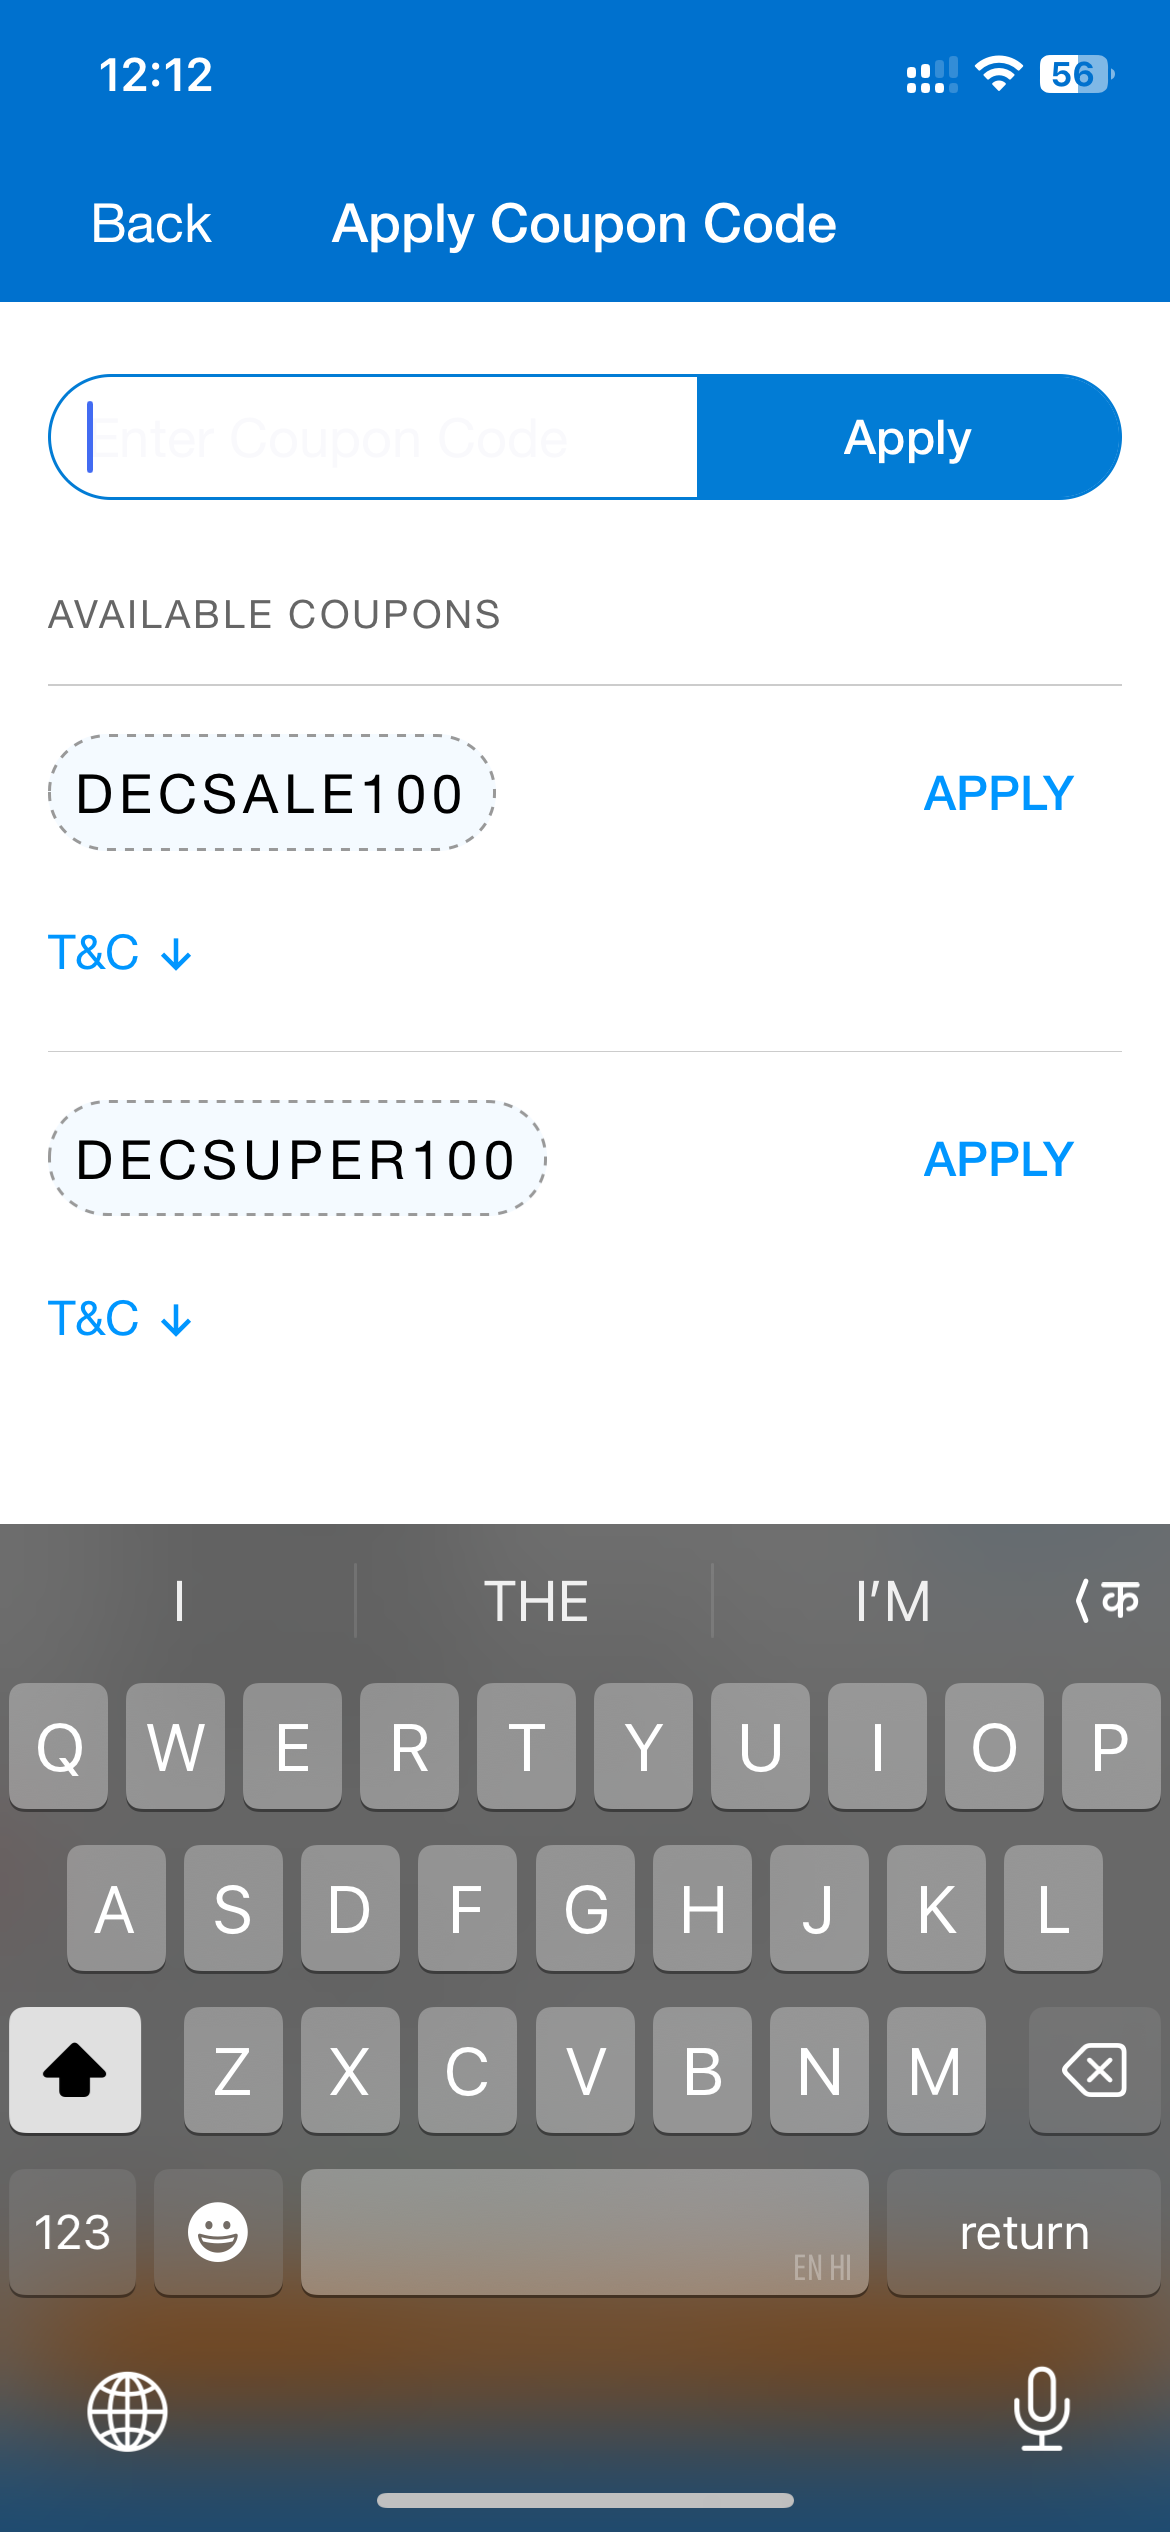 12:12
56
Back
Apply Coupon Code
Enter Coupon Code
Apply
AVAILABLE COUPONS
DECSALE100
APPLY
T&C ↓
DECSUPER100
APPLY
T&C ↓
I
THE
I’M
क
Q W E R T Y U I O P
A S D F G H J K L
Z X C V B N M
123
EN HI
return